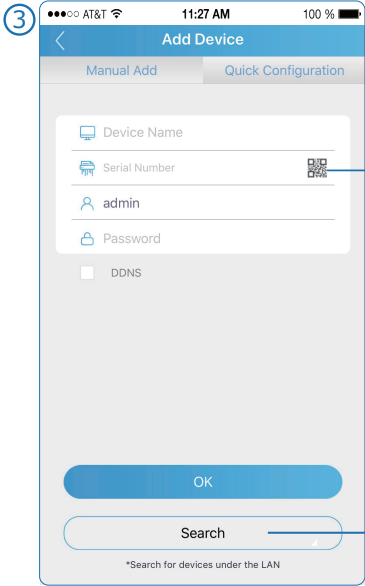 3
AT&T 11:27 AM 100 %
Add Device
Manual Add Quick Configuration
Device Name
Serial Number
admin
Password
DDNS
OK
Search
*Search for devices under the LAN